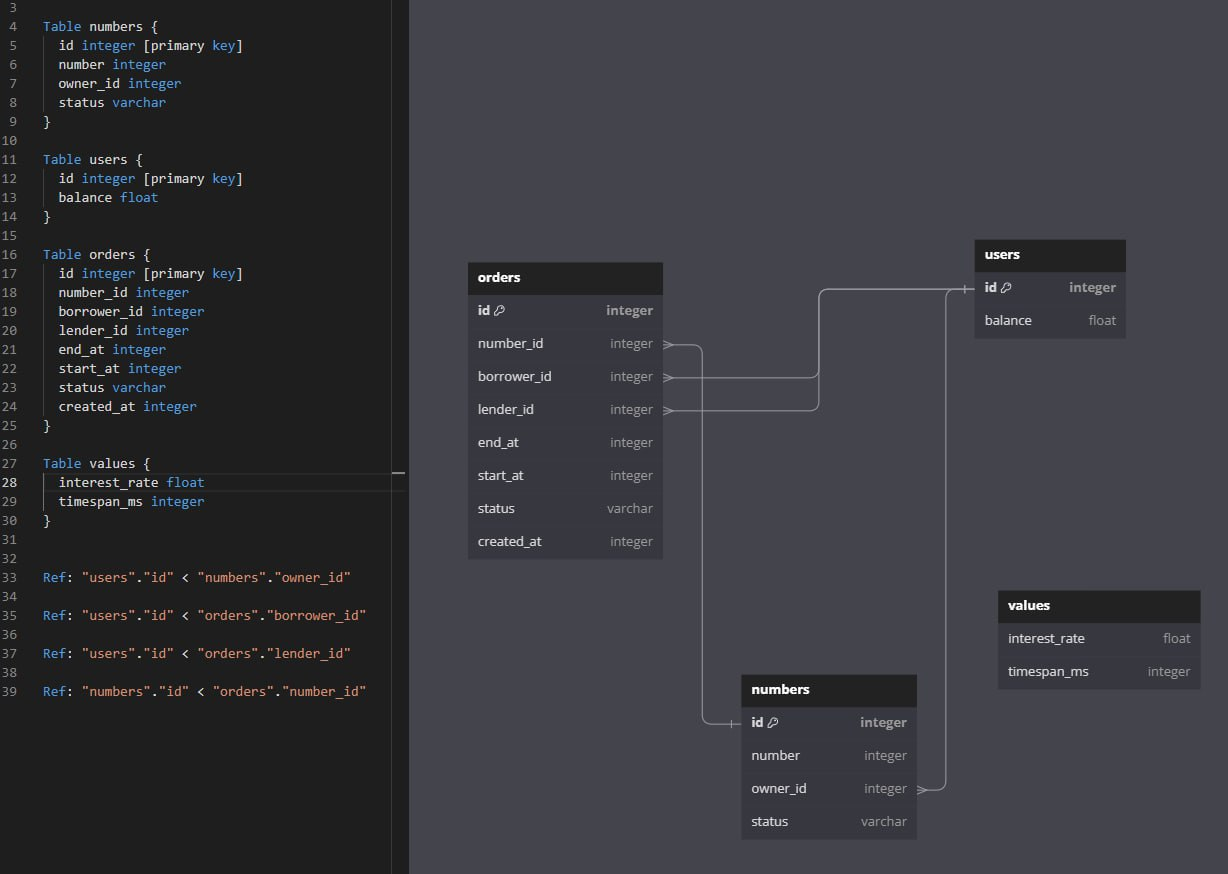 3
4 Table numbers {
5 id integer [primary key]
6 number integer
7 owner_id integer
8 status varchar
9 }
10
11 Table users {
12 id integer [primary key]
13 balance float
14 }
15
16 Table orders {
17 id integer [primary key]
18 number_id integer
19 borrower_id integer
20 lender_id integer
21 end_at integer
22 start_at integer
23 status varchar
24 created_at integer
25 }
26
27 Table values {
28 interest_rate float
29 timespan_ms integer
30 }
31
32
33 Ref: "users"."id" < "numbers"."owner_id"
34
35 Ref: "users"."id" < "orders"."borrower_id"
36
37 Ref: "users"."id" < "orders"."lender_id"
38
39 Ref: "numbers"."id" < "orders"."number_id"
orders
id integer
number_id integer
borrower_id integer
lender_id integer
end_at integer
start_at integer
status varchar
created_at integer
users
id integer
balance float
values
interest_rate float
timespan_ms integer
numbers
id integer
number integer
owner_id integer
status varchar